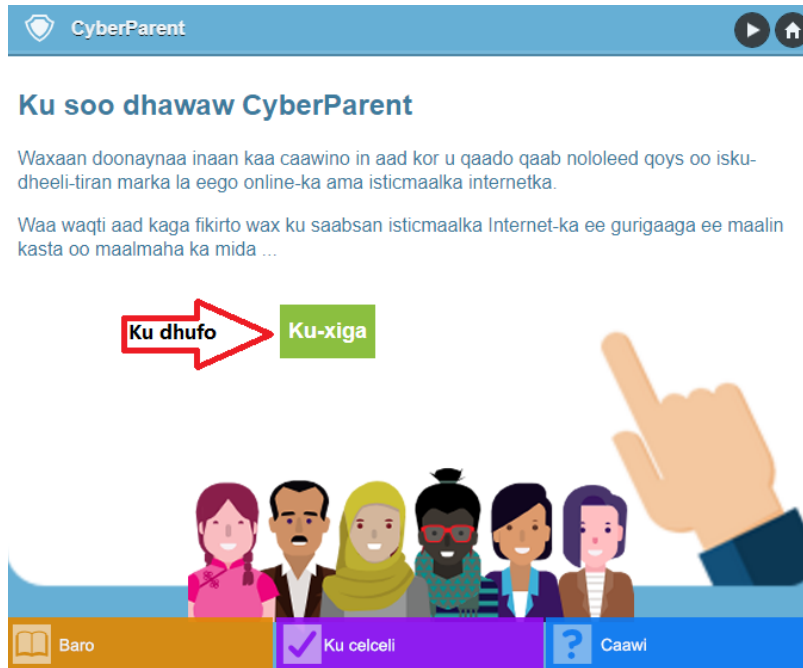 CyberParent
Ku soo dhawaw CyberParent
Waxaan doonaynaa inaan kaa caawino in aad kor u qaado qaab nololeed qoys oo isku-
dheeli-tiran marka la eego online-ka ama isticmaalka internetka.
Waa waqti aad kaga fikirto wax ku saabsan isticmaalka Internet-ka ee gurigaaga ee maalin
kasta oo maalmaha ka mida ...
Ku dhufo
Ku-xiga
Baro
Ku celceli
? Caawi